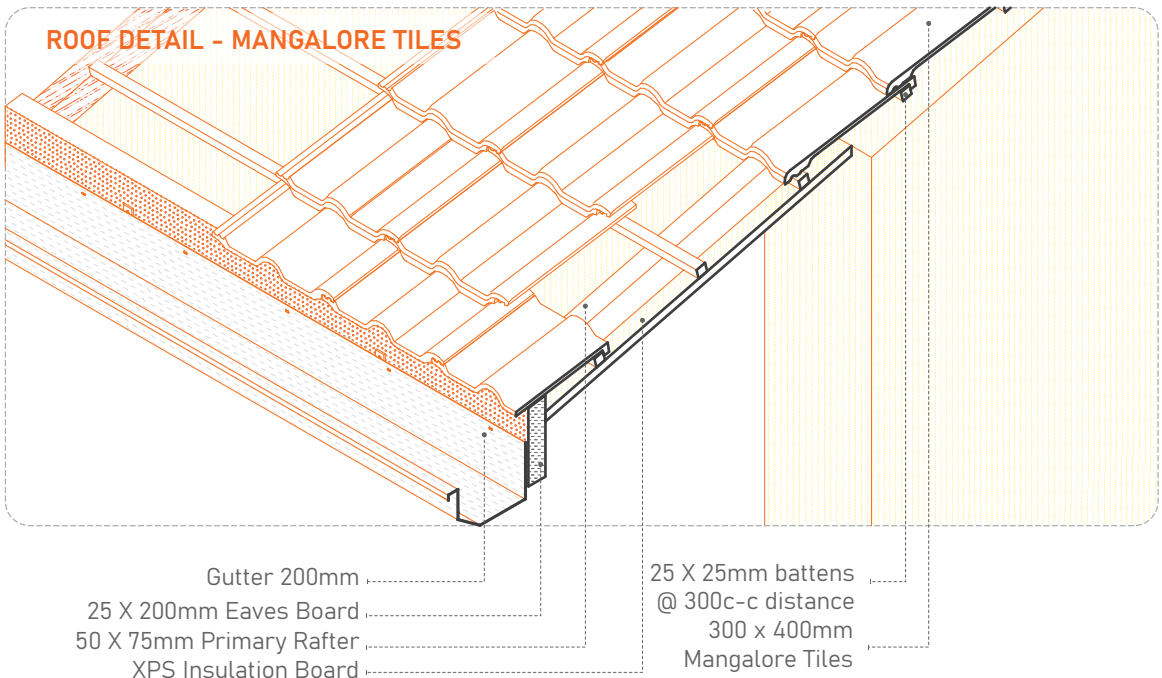 ROOF DETAIL - MANGALORE TILES
Gutter 200mm
25 X 200mm Eaves Board
50 X 75mm Primary Rafter
XPS Insulation Board
25 X 25mm battens
@ 300c-c distance
300 x 400mm
Mangalore Tiles